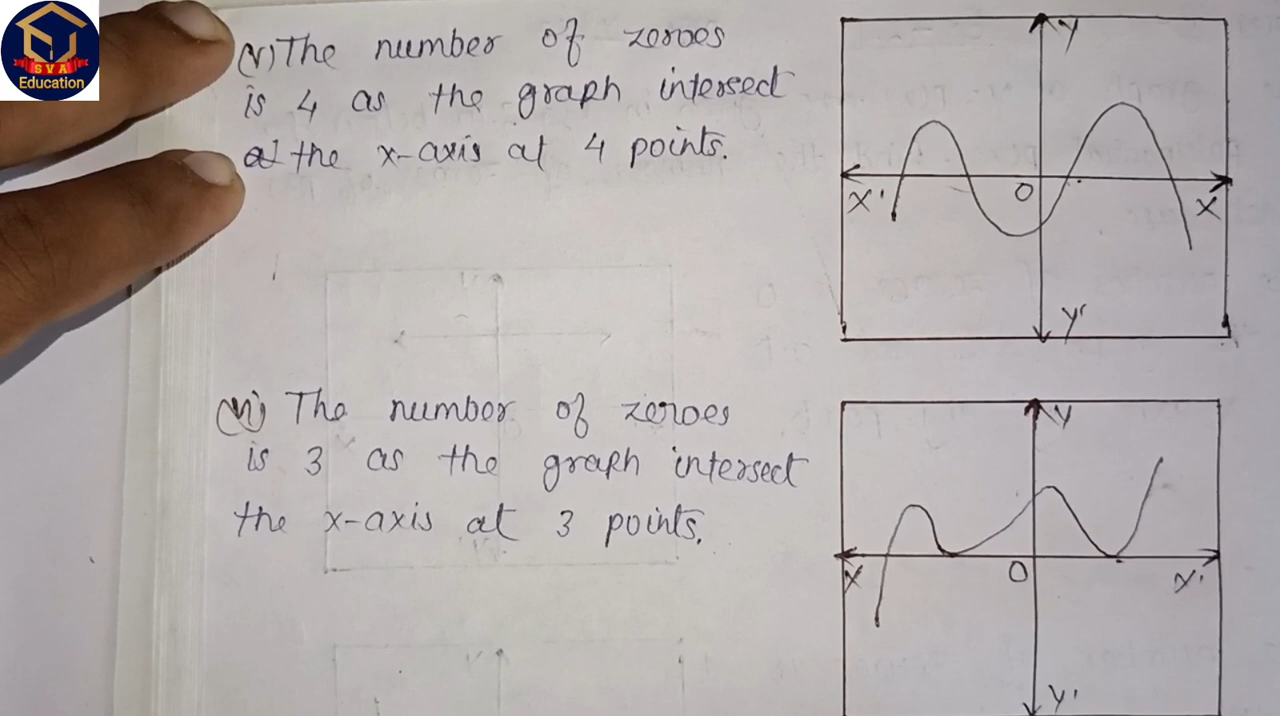 SVA
Education
(v) The number of zeroes
is 4 as the graph intersect
at the x-axis at 4 points.
Y
X'
O
X
Y'
(vi) The number of zeroes
is 3 as the graph intersect
the x-axis at 3 points.
Y
X
O
X'
Y'